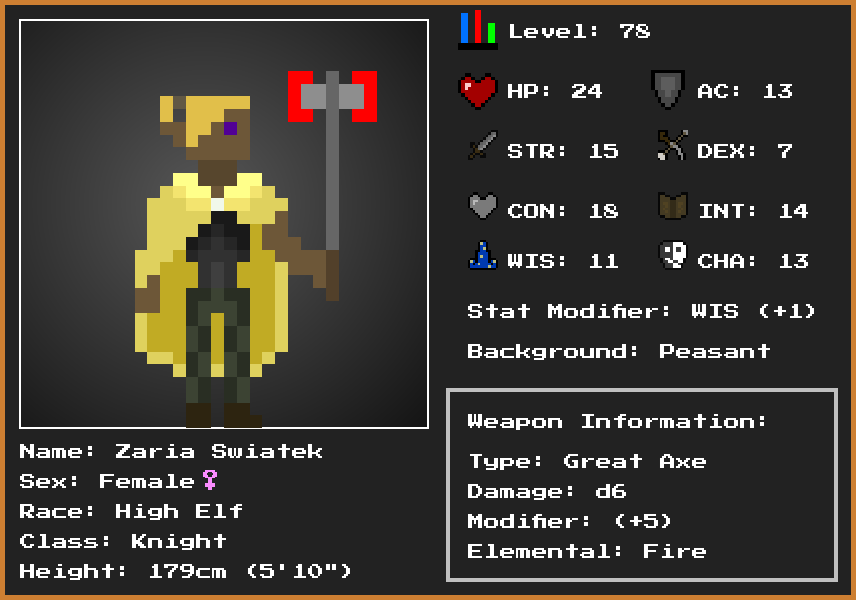 Level: 78
HP: 24
AC: 13
STR: 15
DEX: 7
CON: 18
INT: 14
WIS: 11
CHA: 13
Stat Modifier: WIS (+1)
Background: Peasant
Weapon Information:
Type: Great Axe
Damage: d6
Modifier: (+5)
Elemental: Fire
Name: Zaria Swiatek
Sex: Female♀
Race: High Elf
Class: Knight
Height: 179cm (5'10")